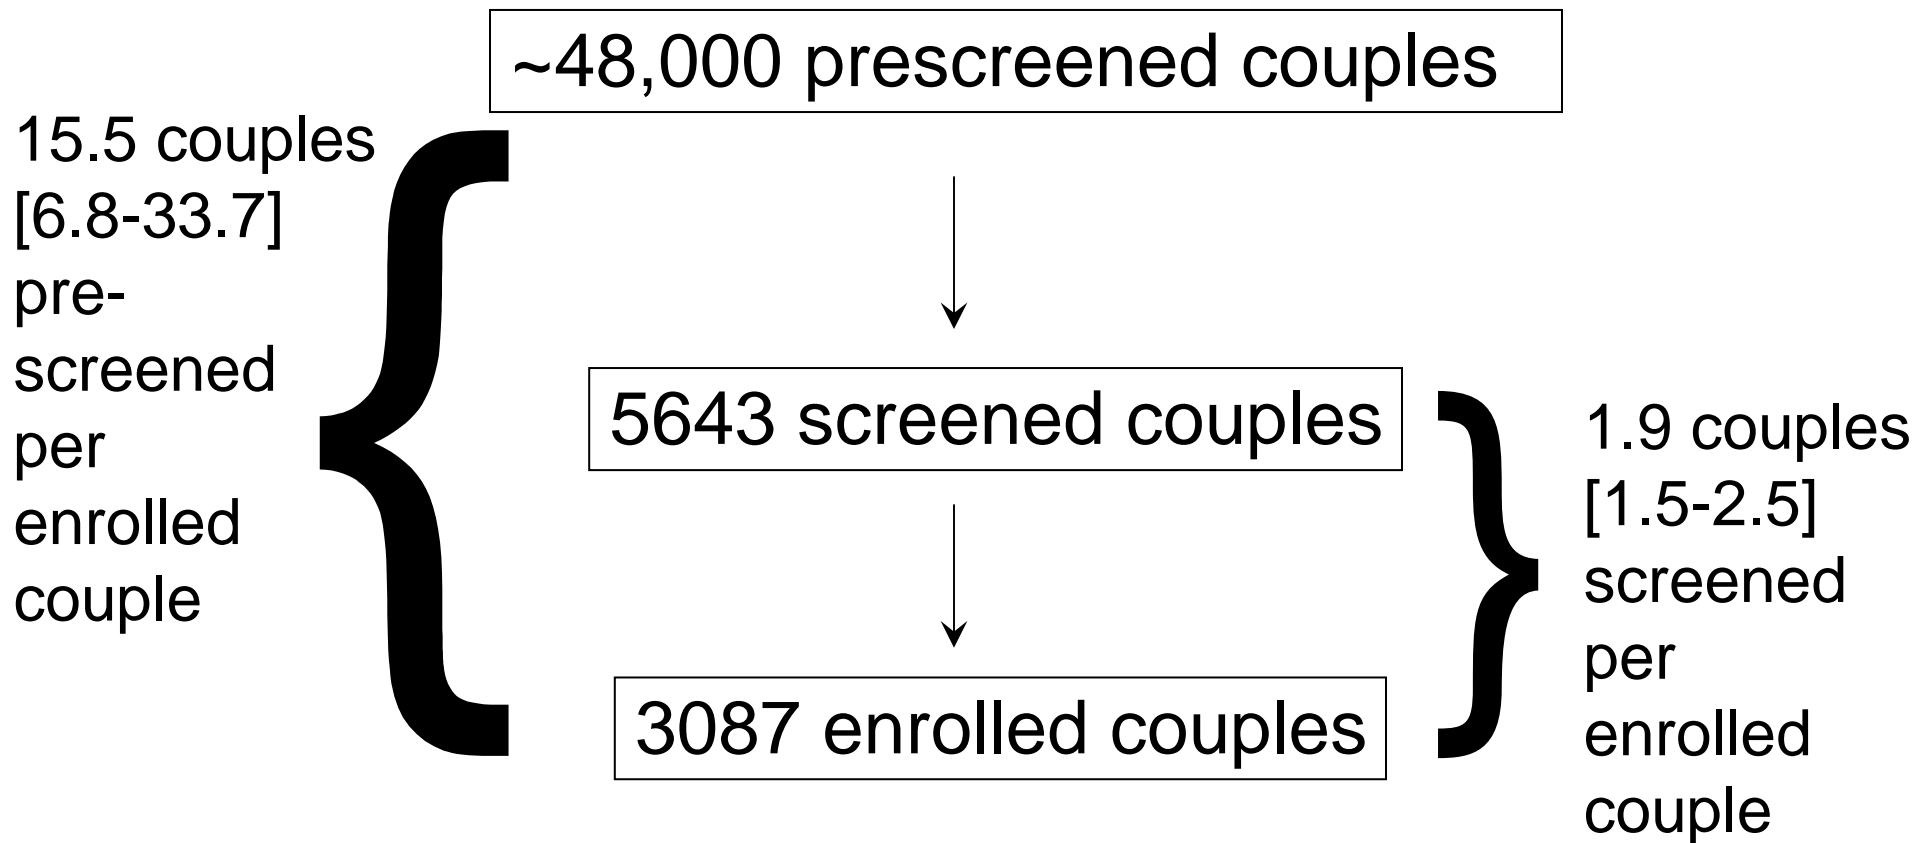 ~48,000 prescreened couples
15.5 couples
[6.8-33.7]
pre-
screened
per
enrolled
couple
5643 screened couples
1.9 couples
[1.5-2.5]
screened
per
enrolled
couple
3087 enrolled couples